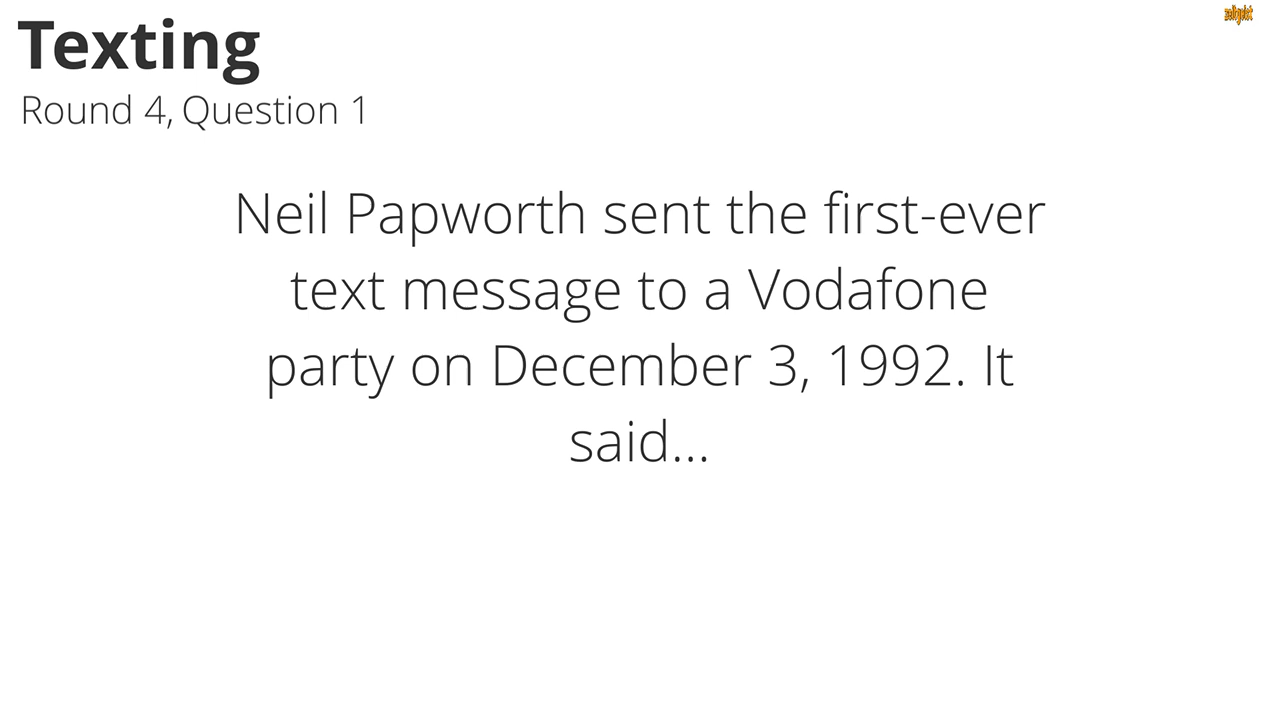 Texting
Round 4, Question 1
Neil Papworth sent the first-ever
text message to a Vodafone
party on December 3, 1992. It
said...